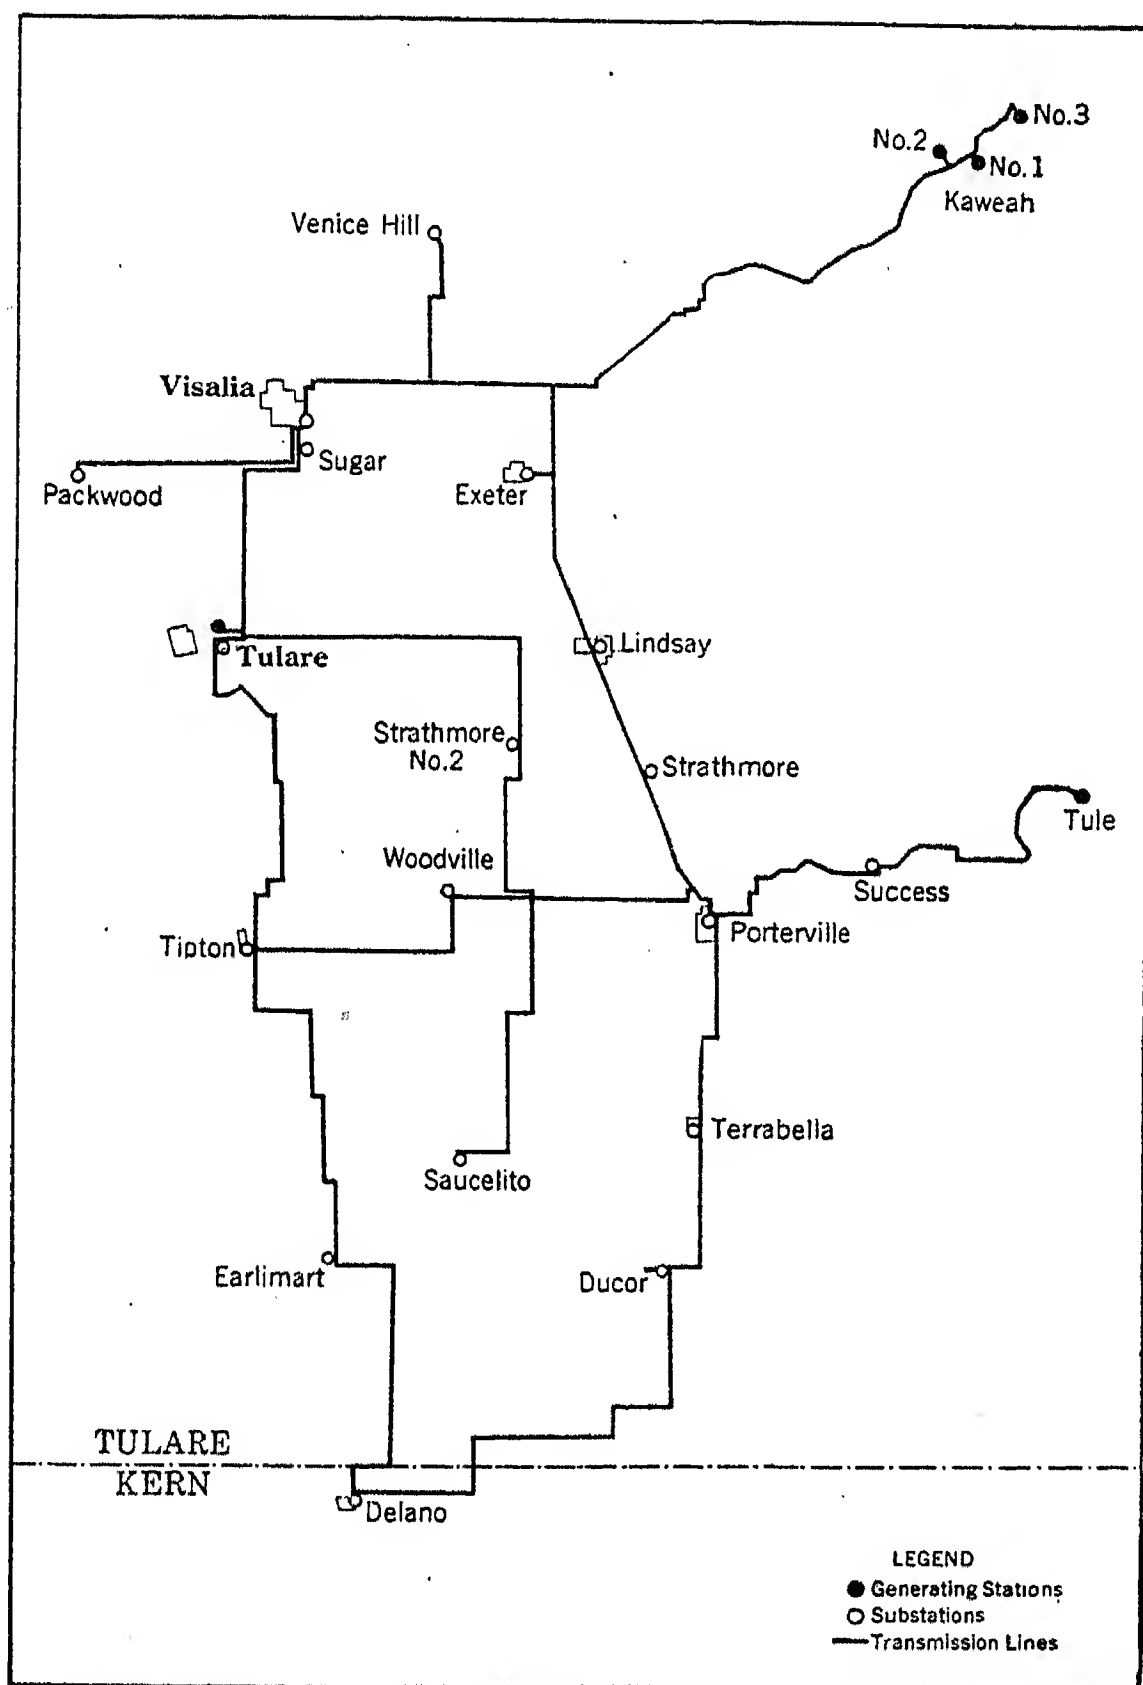 No.3
No.2
No.1
Kaweah
Venice Hill
Visalia
Sugar
Packwood
Exeter
Tulare
Lindsay
Strathmore
No.2
Strathmore
Tule
Woodville
Success
Tipton
Porterville
Terrabella
Saucelito
Earlimart
Ducor
TULARE
KERN
Delano
LEGEND
Generating Stations
Substations
Transmission Lines